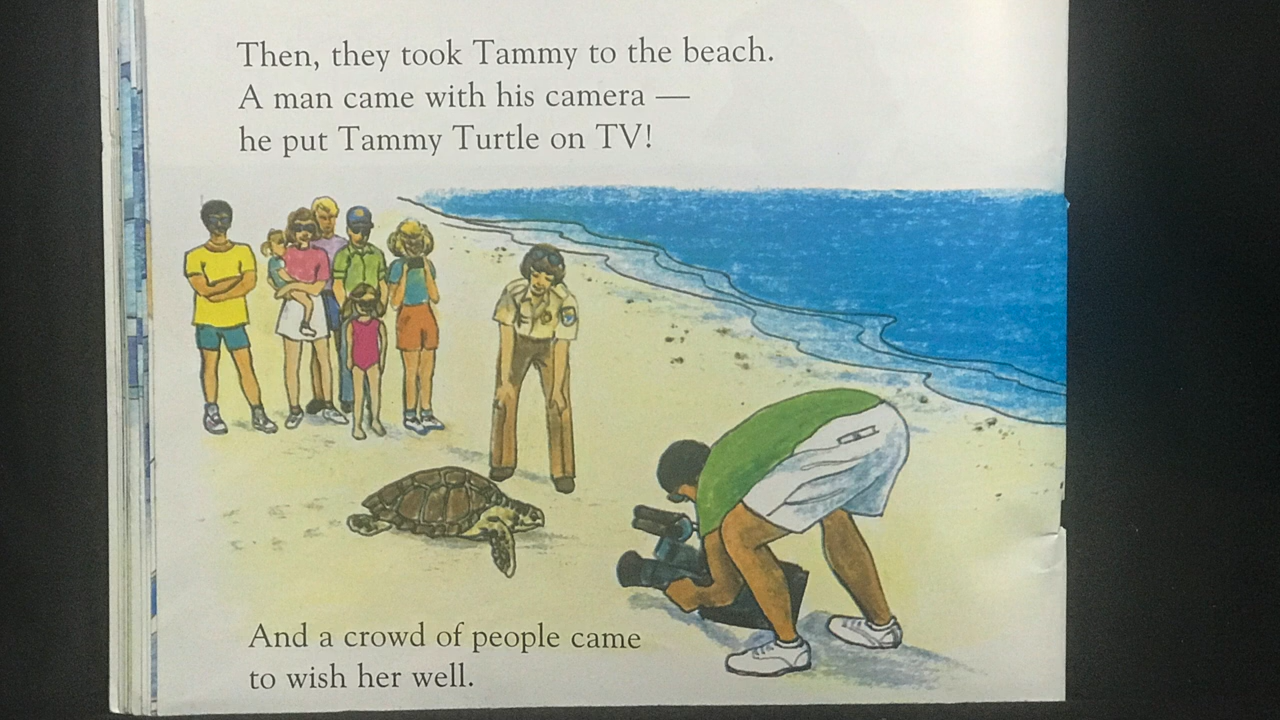 Then, they took Tammy to the beach.
A man came with his camera —
he put Tammy Turtle on TV!
And a crowd of people came
to wish her well.